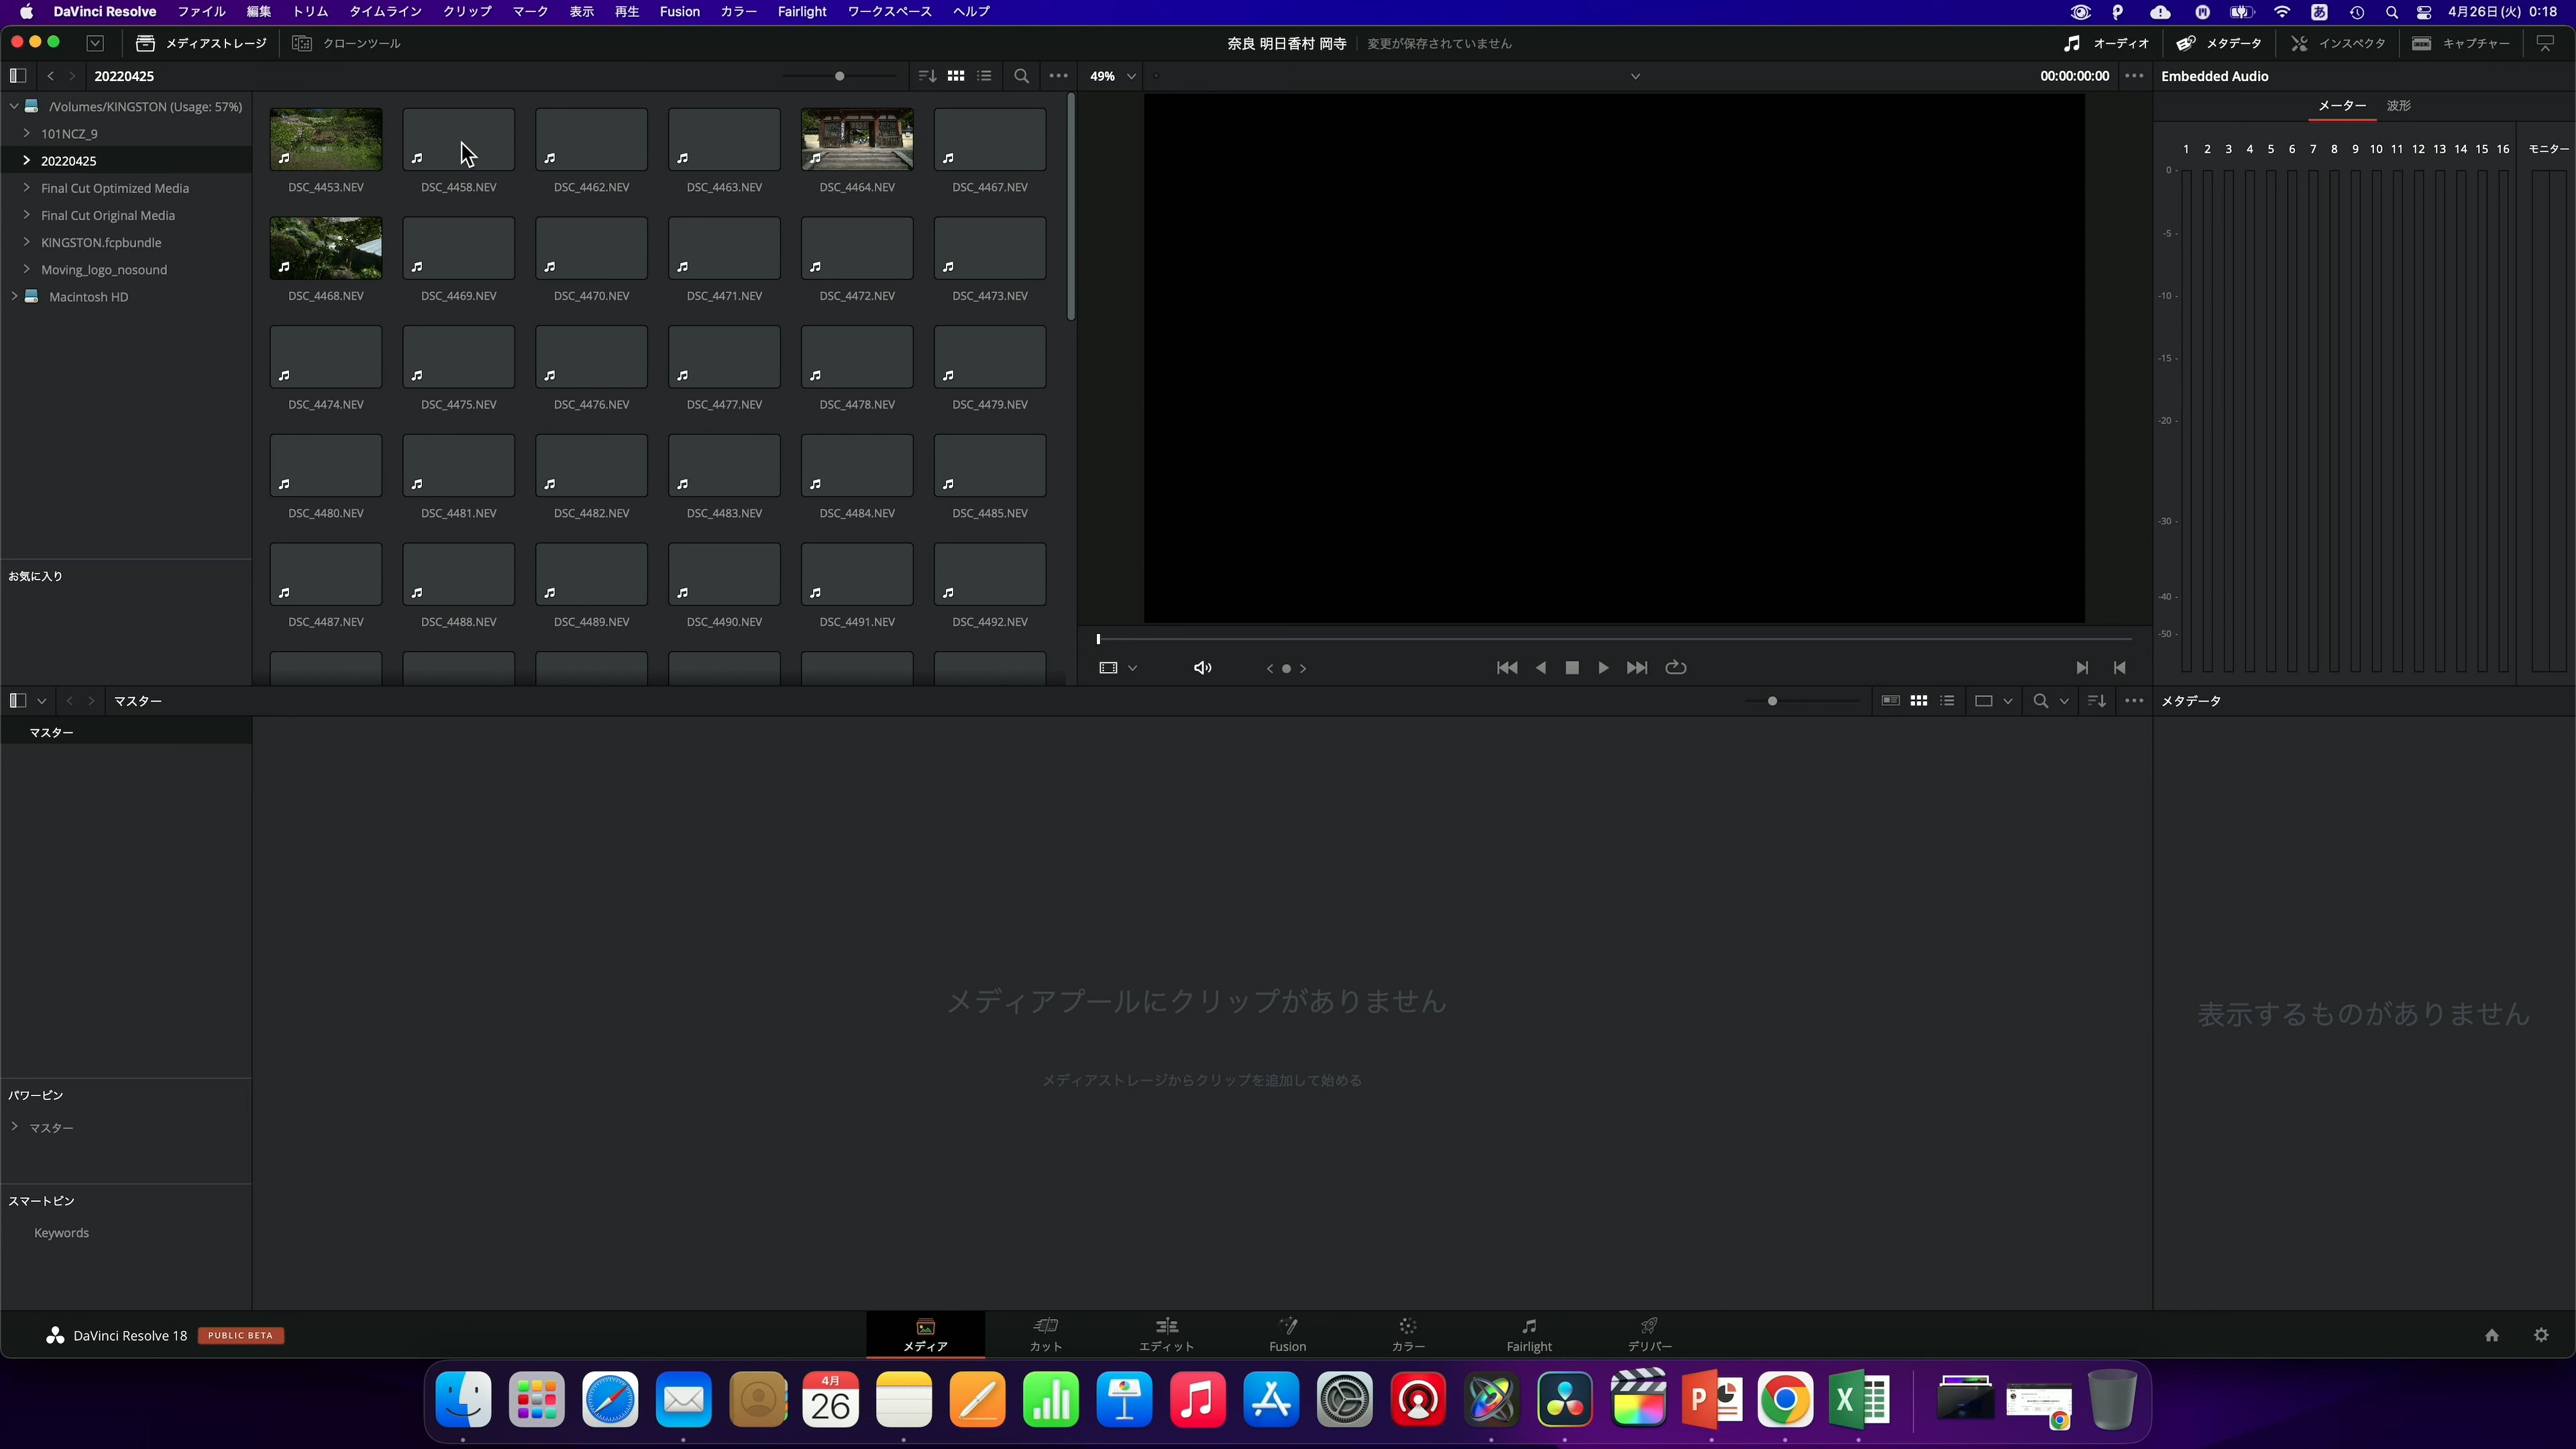 DaVinci Resolve ファイル 編集 トリム タイムライン クリップ マーク 表示 再生 Fusion カラー Fairlight ワークスペース ヘルプ あ 4月26日(火) 0:18
メディアストレージ クローンツール 奈良 明日香村 岡寺 変更が保存されていません オーディオ メタデータ インスペクタ キャプチャー
20220425 49% 00:00:00:00 Embedded Audio
/Volumes/KINGSTON (Usage: 57%)
メーター 波形
101NCZ_9
20220425
Final Cut Optimized Media
Final Cut Original Media
KINGSTON.fcpbundle
Moving_logo_nosound
Macintosh HD
お気に入り
DSC_4453.NEV DSC_4458.NEV DSC_4462.NEV DSC_4463.NEV DSC_4464.NEV DSC_4467.NEV
DSC_4468.NEV DSC_4469.NEV DSC_4470.NEV DSC_4471.NEV DSC_4472.NEV DSC_4473.NEV
DSC_4474.NEV DSC_4475.NEV DSC_4476.NEV DSC_4477.NEV DSC_4478.NEV DSC_4479.NEV
DSC_4480.NEV DSC_4481.NEV DSC_4482.NEV DSC_4483.NEV DSC_4484.NEV DSC_4485.NEV
DSC_4487.NEV DSC_4488.NEV DSC_4489.NEV DSC_4490.NEV DSC_4491.NEV DSC_4492.NEV
1 2 3 4 5 6 7 8 9 10 11 12 13 14 15 16 モニター
0 -
-5 -
-10 -
-15 -
-20 -
-30 -
-40 -
-50 -
マスター メタデータ
マスター
メディアプールにクリップがありません
メディアストレージからクリップを追加して始める
表示するものがありません
パワービン
マスター
スマートビン
Keywords
DaVinci Resolve 18 PUBLIC BETA
メディア カット エディット Fusion カラー Fairlight デリバー
4月
26
P
X